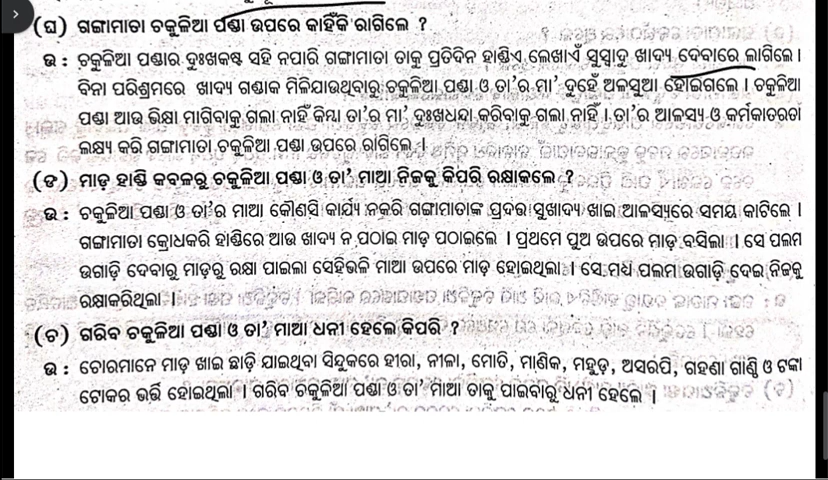 (ଘ) ଗଙ୍ଗାମାତା ଚକୁଳିଆ ପଣ୍ଡା ଉପରେ କାହିଁକି ରାଗିଲେ ?
ଉ : ଚକୁଳିଆ ପଣ୍ଡାର ଦୁଃଖକଷ୍ଟ ସହି ନପାରି ଗଙ୍ଗାମାତା ତାକୁ ପ୍ରତିଦିନ ହାଣ୍ଡିଏ ଲେଖାଏଁ ସୁସ୍ୱାଦୁ ଖାଦ୍ୟ ଦେବାରେ ଲାଗିଲେ ।
ବିନା ପରିଶ୍ରମରେ ଖାଦ୍ୟ ଗଣ୍ଡାକ ମିଳିଯାଉଥିବାରୁ ଚକୁଳିଆ ପଣ୍ଡା ଓ ତା'ର ମା' ଦୁହେଁ ଅଳସୁଆ ହୋଇଗଲେ । ଚକୁଳିଆ
ପଣ୍ଡା ଆଉ ଭିକ୍ଷା ମାଗିବାକୁ ଗଲା ନାହିଁ କିମ୍ବା ତା'ର ମା' ଦୁଃଖଧନ୍ଦା କରିବାକୁ ଗଲା ନାହିଁ । ତା'ର ଆଳସ୍ୟ ଓ କର୍ମକାତରତା
ଲକ୍ଷ୍ୟ କରି ଗଙ୍ଗାମାତା ଚକୁଳିଆ ପଣ୍ଡା ଉପରେ ରାଗିଲେ ।
(ଙ) ମାଡ଼ ହାଣ୍ଡି କବଳରୁ ଚକୁଳିଆ ପଣ୍ଡା ଓ ତା' ମାଆ ନିଜକୁ କିପରି ରକ୍ଷାକଲେ ?
ଉ : ଚକୁଳିଆ ପଣ୍ଡା ଓ ତା'ର ମାଆ କୌଣସି କାର୍ଯ୍ୟ ନକରି ଗଙ୍ଗାମାତାଙ୍କ ପ୍ରଦତ୍ତ ସୁଖାଦ୍ୟ ଖାଇ ଆଳସ୍ୟରେ ସମୟ କାଟିଲେ ।
ଗଙ୍ଗାମାତା କ୍ରୋଧକରି ହାଣ୍ଡିରେ ଆଉ ଖାଦ୍ୟ ନ ପଠାଇ ମାଡ଼ ପଠାଇଲେ । ପ୍ରଥମେ ପୁଅ ଉପରେ ମାଡ଼ ବସିଲା । ସେ ପଲମ
ଉଗାଡ଼ି ଦେବାରୁ ମାଡ଼ରୁ ରକ୍ଷା ପାଇଲା ସେହିଭଳି ମାଆ ଉପରେ ମାଡ଼ ହୋଇଥିଲା । ସେ ମଧ୍ୟ ପଲମ ଉଗାଡ଼ି ଦେଇ ନିଜକୁ
ରକ୍ଷାକରିଥିଲା ।
(ଚ) ଗରିବ ଚକୁଳିଆ ପଣ୍ଡା ଓ ତା' ମାଆ ଧନୀ ହେଲେ କିପରି ?
ଉ : ଚୋରମାନେ ମାଡ଼ ଖାଇ ଛାଡ଼ି ଯାଇଥିବା ସିନ୍ଦୁକରେ ହୀରା, ନୀଳା, ମୋତି, ମାଣିକ, ମହୁଡ଼, ଅସରପି, ଗହଣା ଗାଣ୍ଠି ଓ ଟଙ୍କା
ଟୋକର ଭର୍ତ୍ତି ହୋଇଥିଲା । ଗରିବ ଚକୁଳିଆ ପଣ୍ଡା ଓ ତା' ମାଆ ତାକୁ ପାଇବାରୁ ଧନୀ ହେଲେ ।